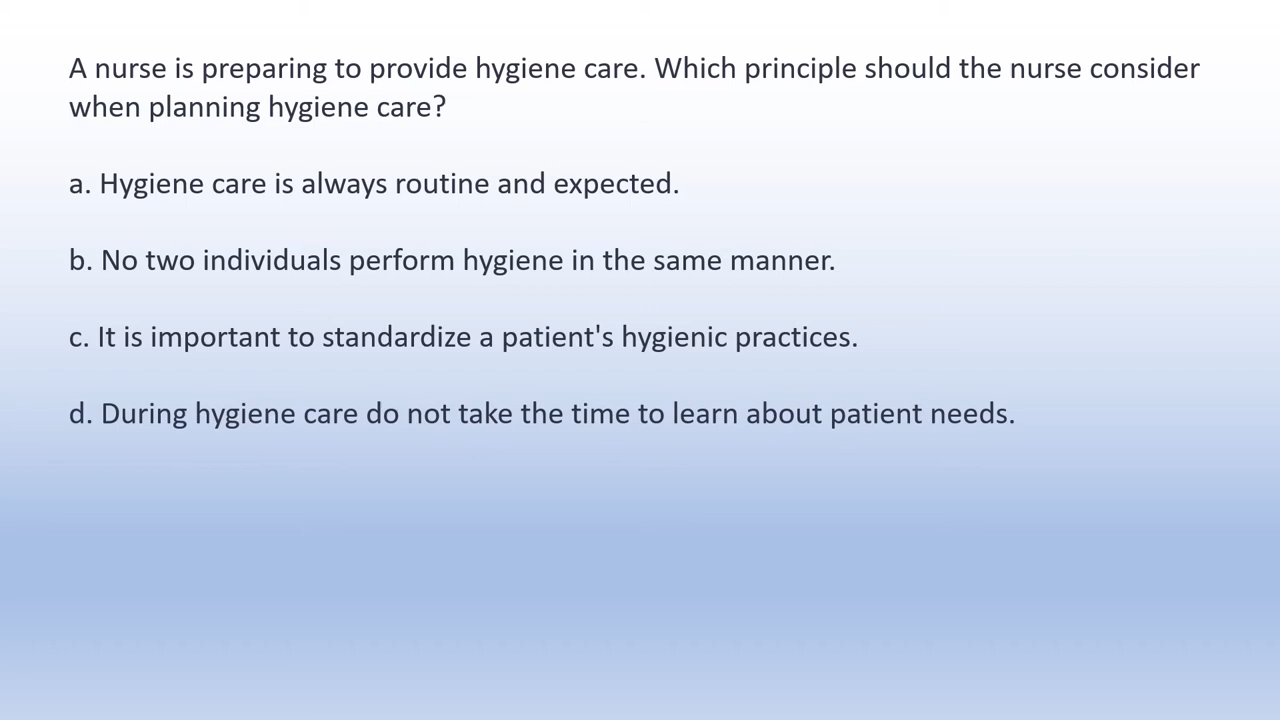 A nurse is preparing to provide hygiene care. Which principle should the nurse consider
when planning hygiene care?
a. Hygiene care is always routine and expected.
b. No two individuals perform hygiene in the same manner.
c. It is important to standardize a patient's hygienic practices.
d. During hygiene care do not take the time to learn about patient needs.